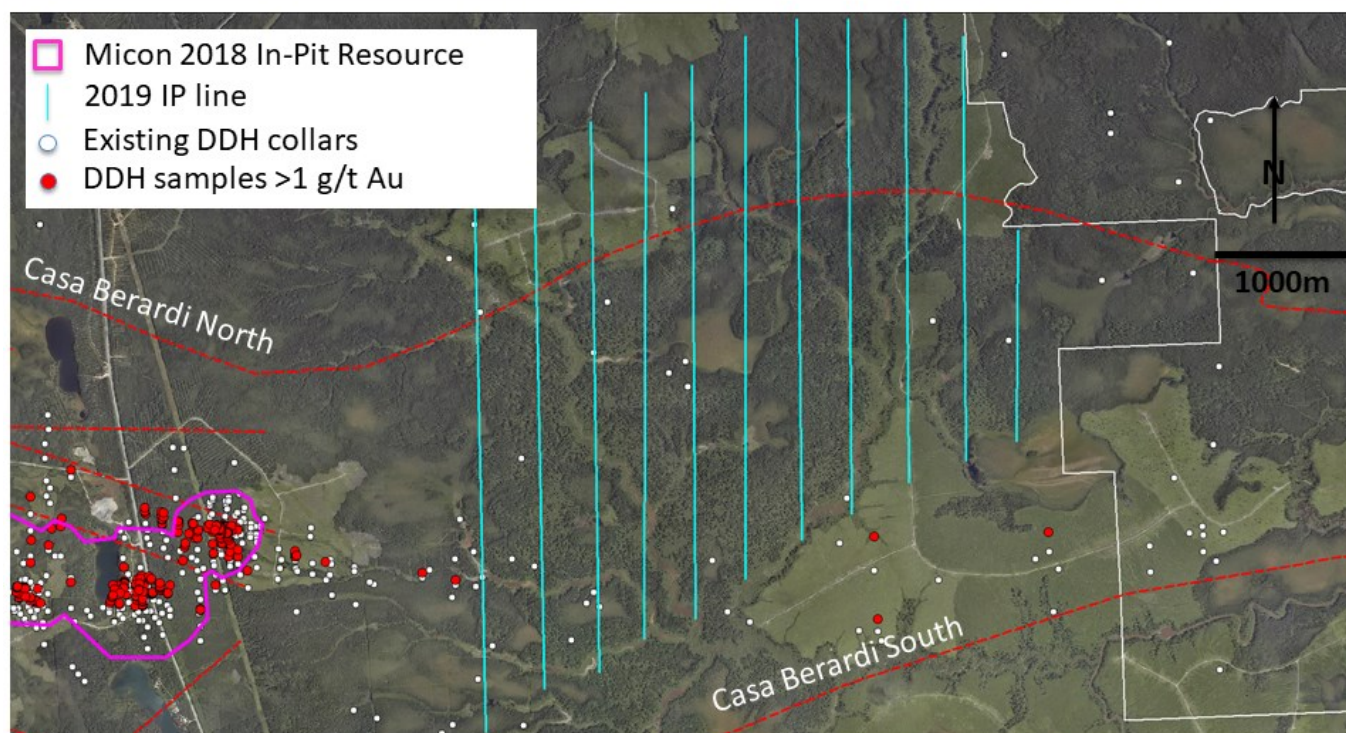 Micon 2018 In-Pit Resource
2019 IP line
Existing DDH collars
DDH samples >1 g/t Au
N
1000m
Casa Berardi North
Casa Berardi South